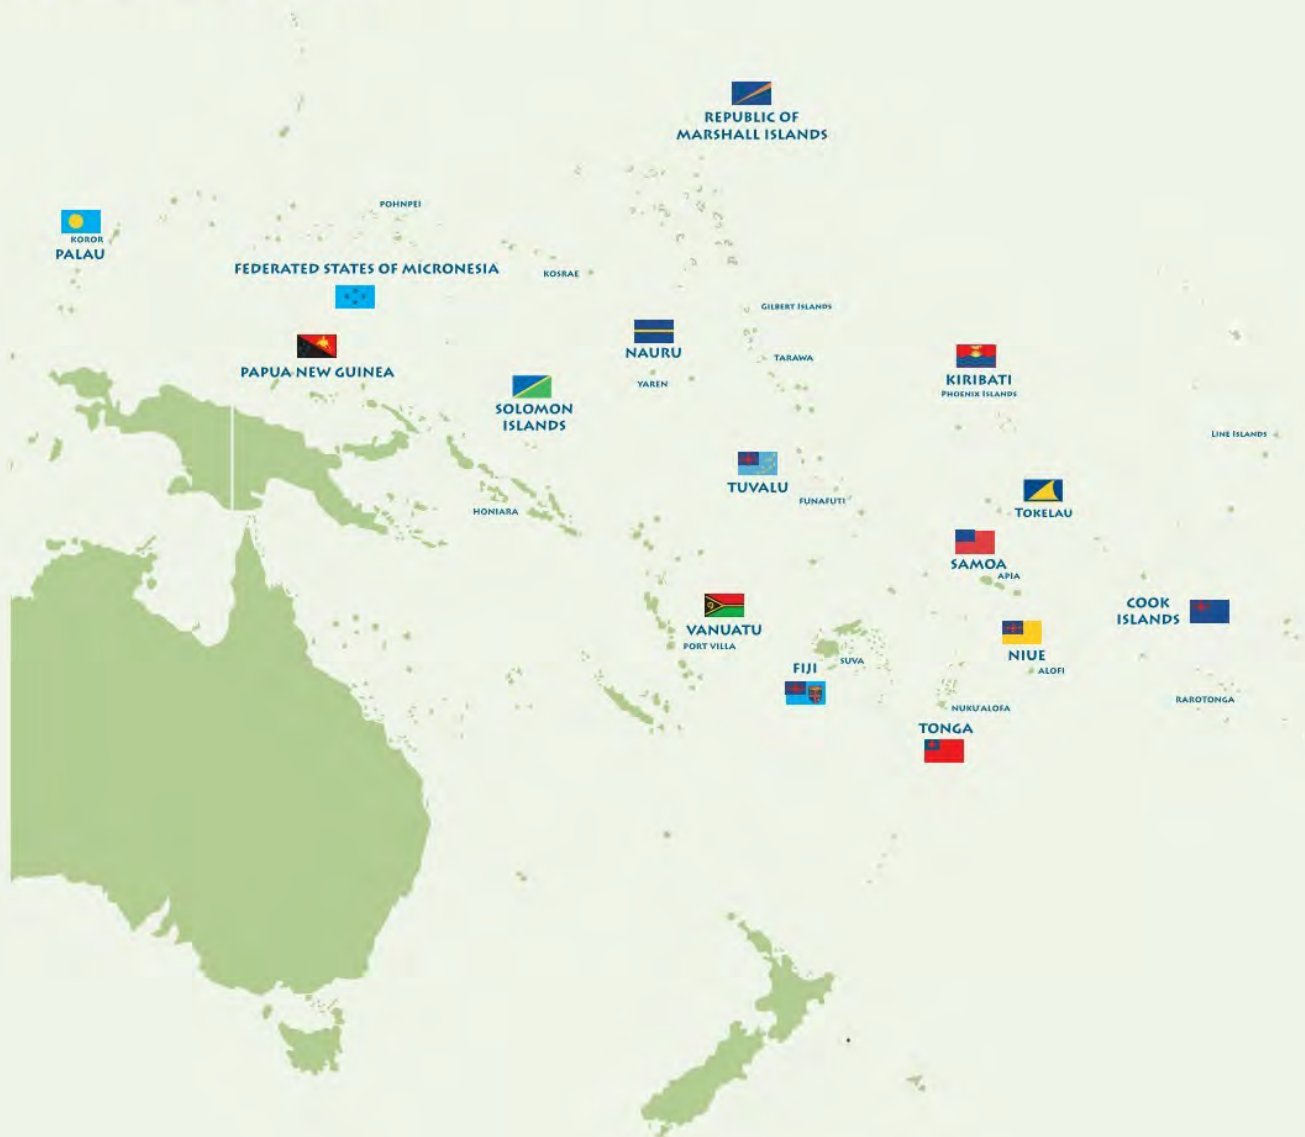 REPUBLIC OF
MARSHALL ISLANDS
POHNPEI
KOROR
PALAU
FEDERATED STATES OF MICRONESIA
KOSRAE
GILBERT ISLANDS
NAURU
PAPUA NEW GUINEA
TARAWA
YAREN
KIRIBATI
PHOENIX ISLANDS
SOLOMON
ISLANDS
LINE ISLANDS
TUVALU
FUNAFUTI
HONIARA
TOKELAU
SAMOA
APIA
COOK
ISLANDS
VANUATU
PORT VILLA
NIUE
ALOFI
FIJI
SUVA
RAROTONGA
NUKU'ALOFA
TONGA